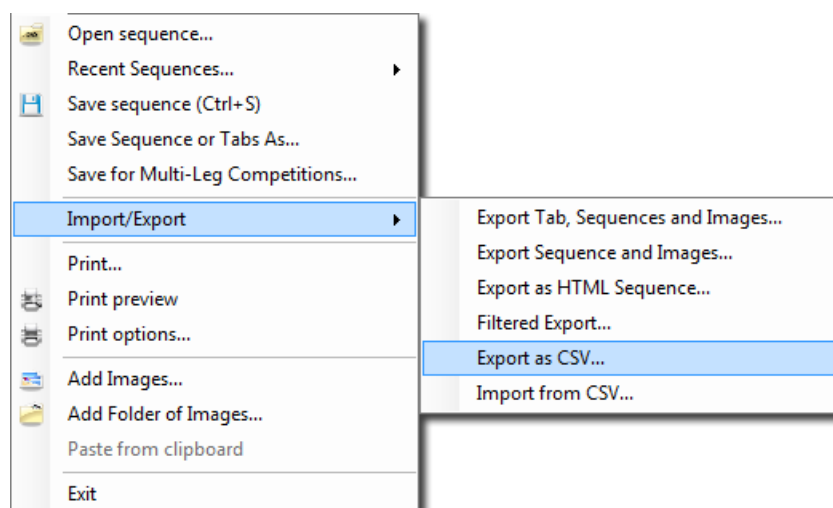 Open sequence...
Recent Sequences...
Save sequence (Ctrl+S)
Save Sequence or Tabs As...
Save for Multi-Leg Competitions...
Import/Export
Print...
Print preview
Print options...
Add Images...
Add Folder of Images...
Paste from clipboard
Exit
Export Tab, Sequences and Images...
Export Sequence and Images...
Export as HTML Sequence...
Filtered Export...
Export as CSV...
Import from CSV...